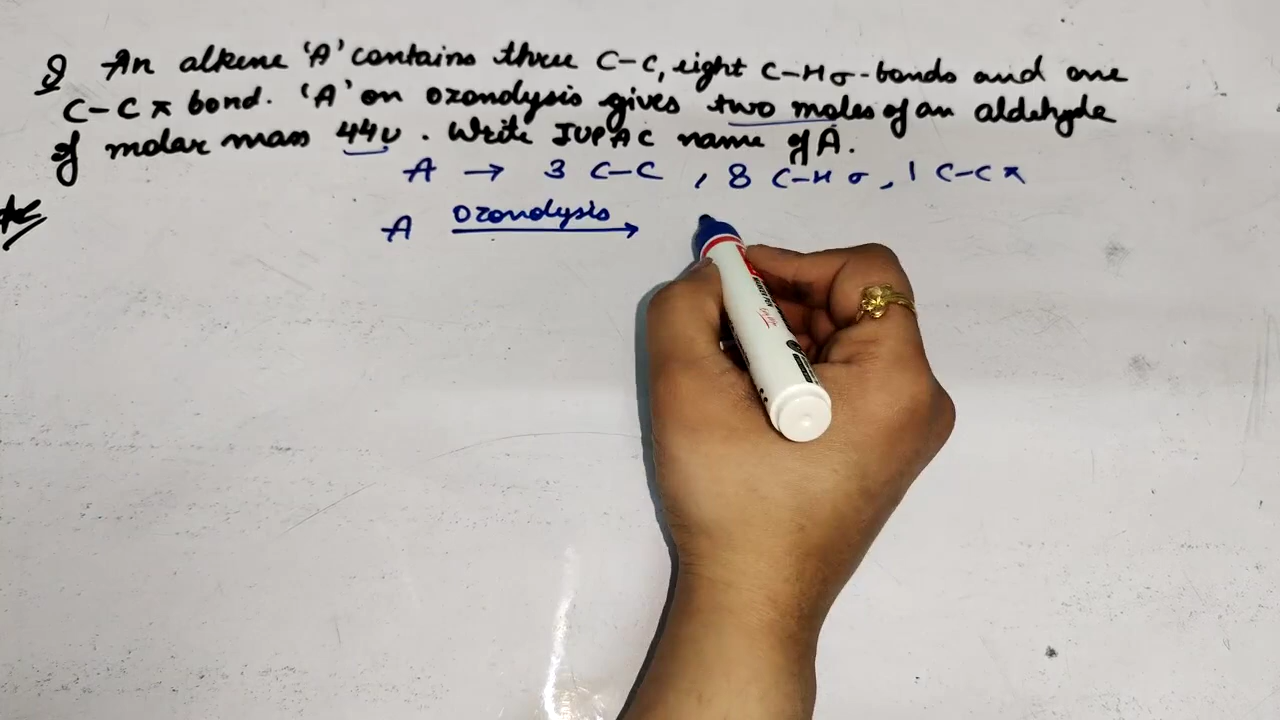 Q An alkene 'A' contains three C-C, eight C-H σ-bonds and one
C-C π bond. 'A' on ozonolysis gives two moles of an aldehyde
of molar mass 44u. Write IUPAC name of A.
A → 3 C-C, 8 C-H σ, 1 C-C π
A ozonolysis →